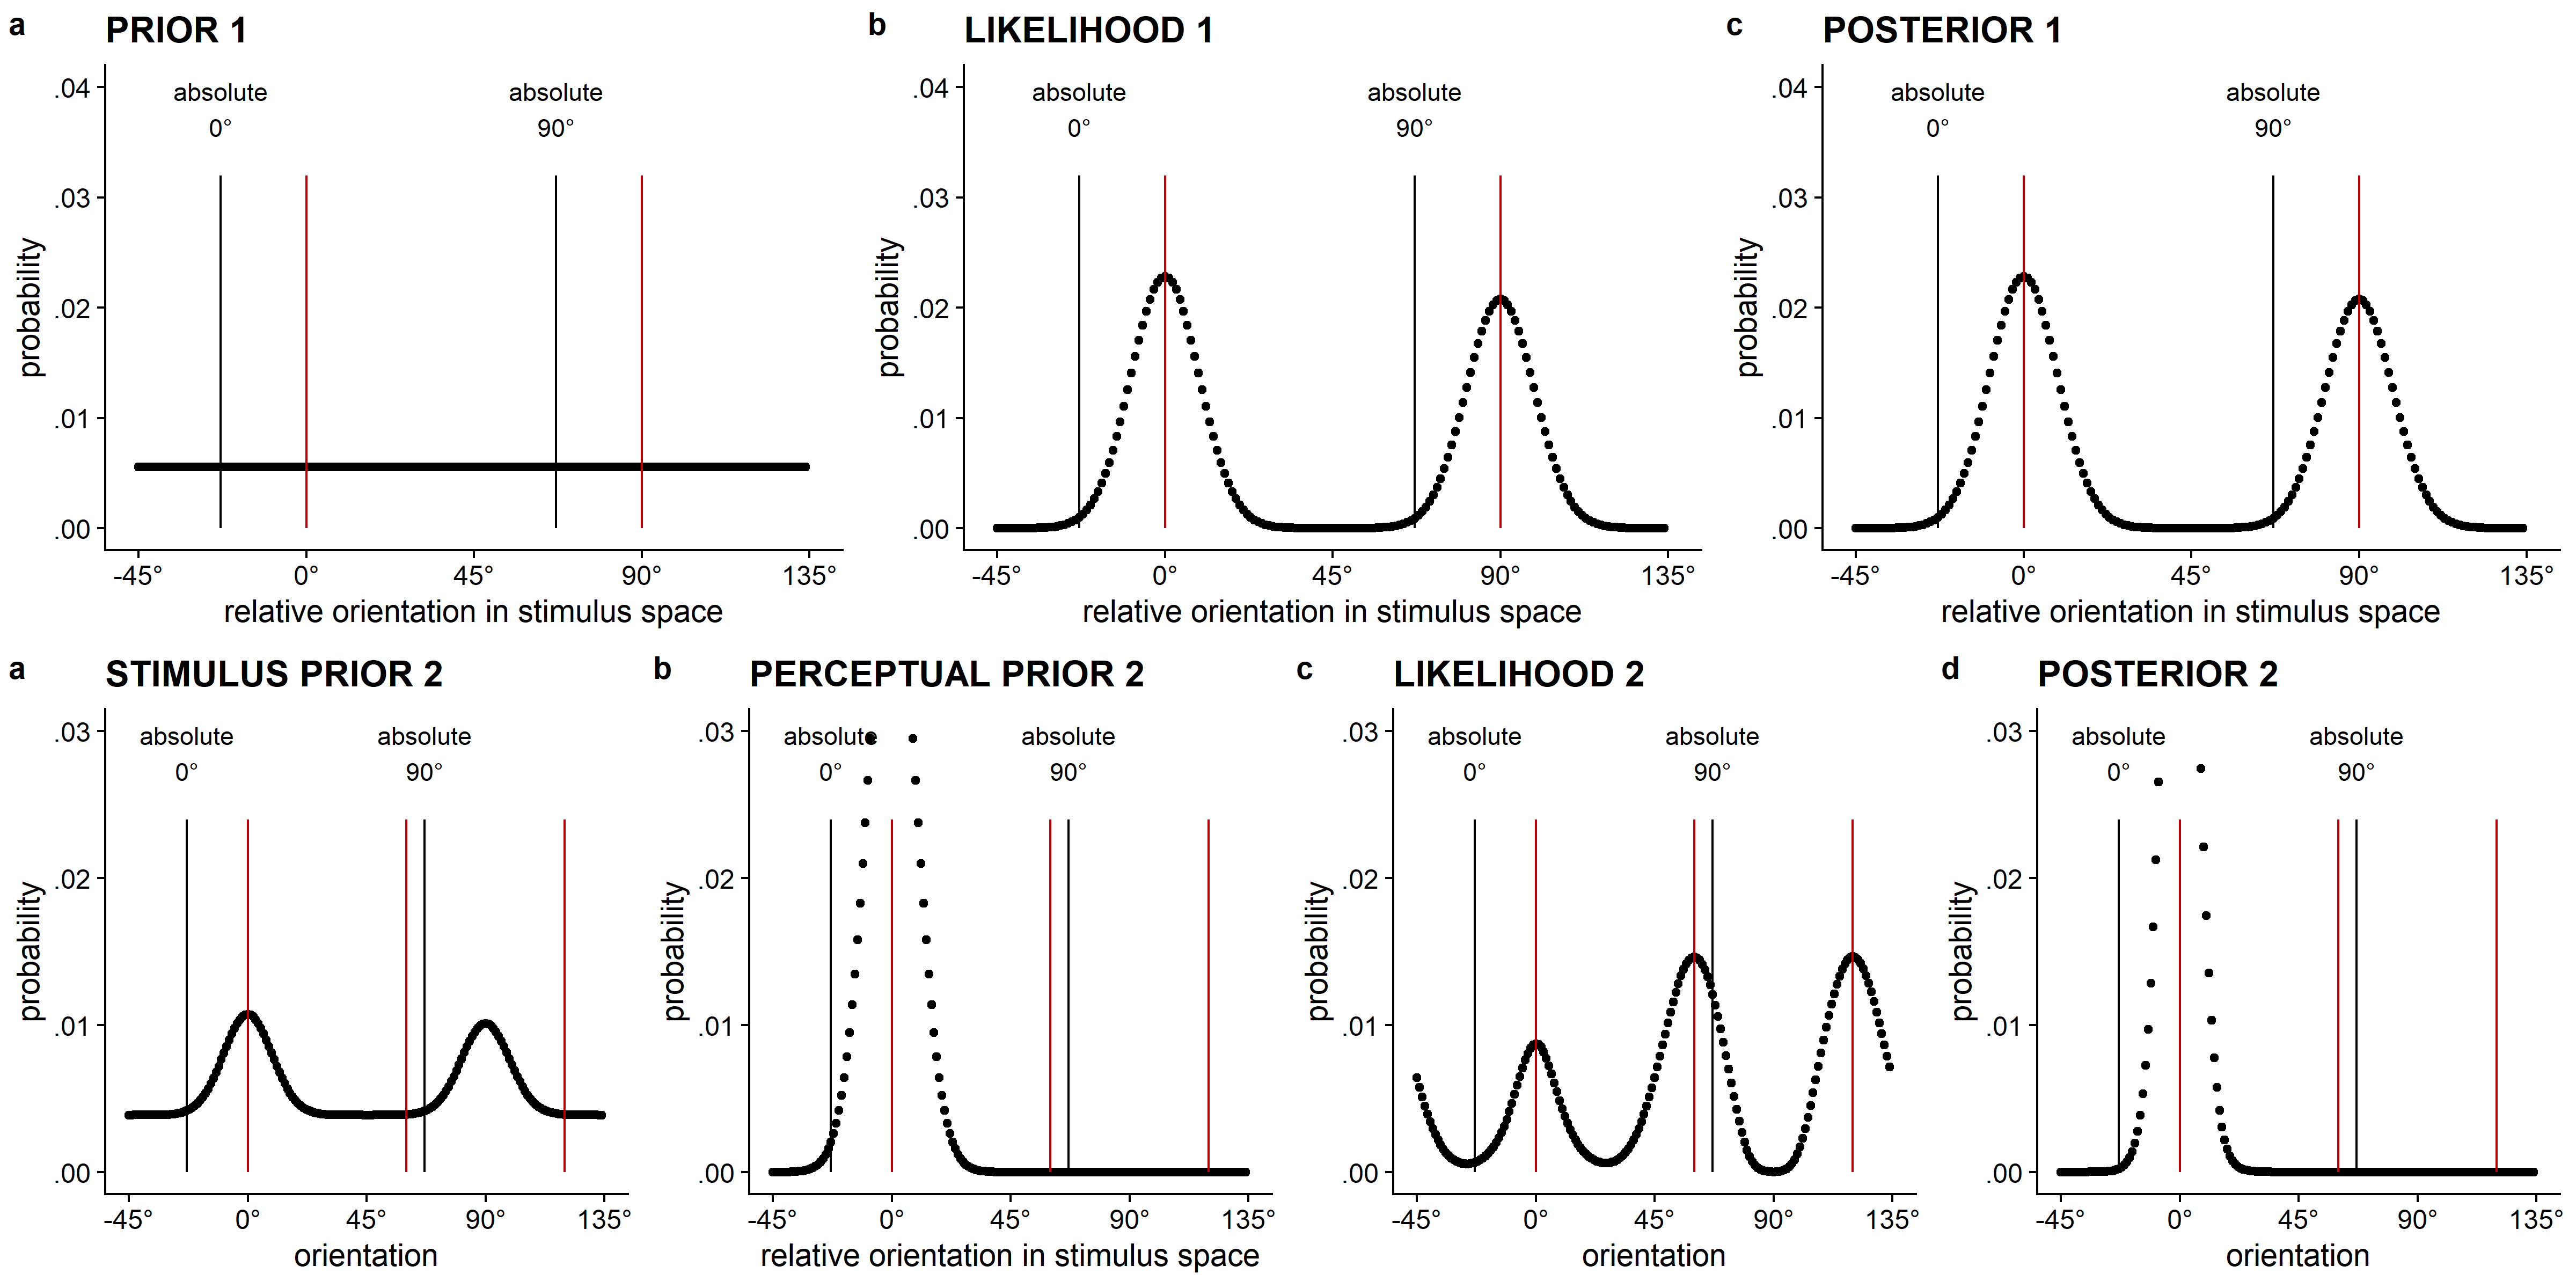 a PRIOR 1
absolute absolute
0° 90°
.04
.03
.02
.01
.00
probability
-45° 0° 45° 90° 135°
relative orientation in stimulus space
b LIKELIHOOD 1
absolute absolute
0° 90°
.04
.03
.02
.01
.00
probability
-45° 0° 45° 90° 135°
relative orientation in stimulus space
c POSTERIOR 1
absolute absolute
0° 90°
.04
.03
.02
.01
.00
probability
-45° 0° 45° 90° 135°
relative orientation in stimulus space
a STIMULUS PRIOR 2
absolute absolute
0° 90°
.03
.02
.01
.00
probability
-45° 0° 45° 90° 135°
orientation
b PERCEPTUAL PRIOR 2
absolute absolute
0° 90°
.03
.02
.01
.00
probability
-45° 0° 45° 90° 135°
relative orientation in stimulus space
c LIKELIHOOD 2
absolute absolute
0° 90°
.03
.02
.01
.00
probability
-45° 0° 45° 90° 135°
orientation
d POSTERIOR 2
absolute absolute
0° 90°
.03
.02
.01
.00
probability
-45° 0° 45° 90° 135°
orientation